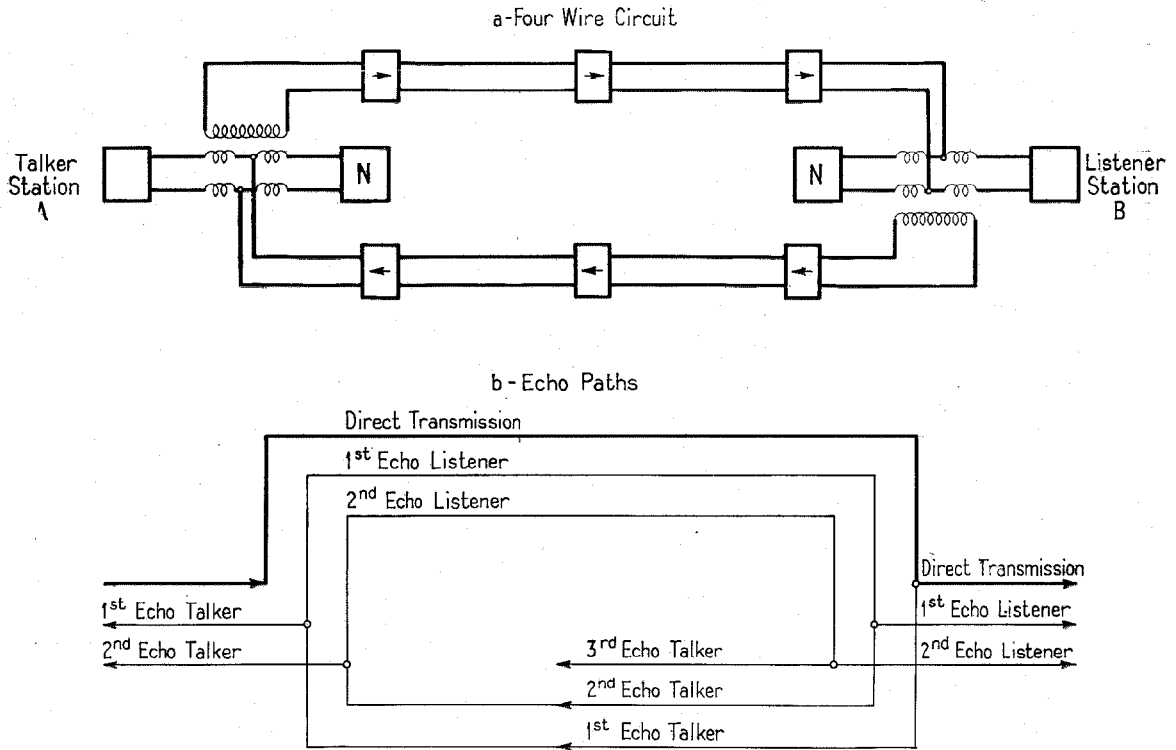 a-Four Wire Circuit
Talker
Station
A
N
N
Listener
Station
B
b-Echo Paths
Direct Transmission
1st Echo Listener
2nd Echo Listener
Direct Transmission
1st Echo Talker
1st Echo Listener
2nd Echo Talker
3rd Echo Talker
2nd Echo Listener
2nd Echo Talker
1st Echo Talker